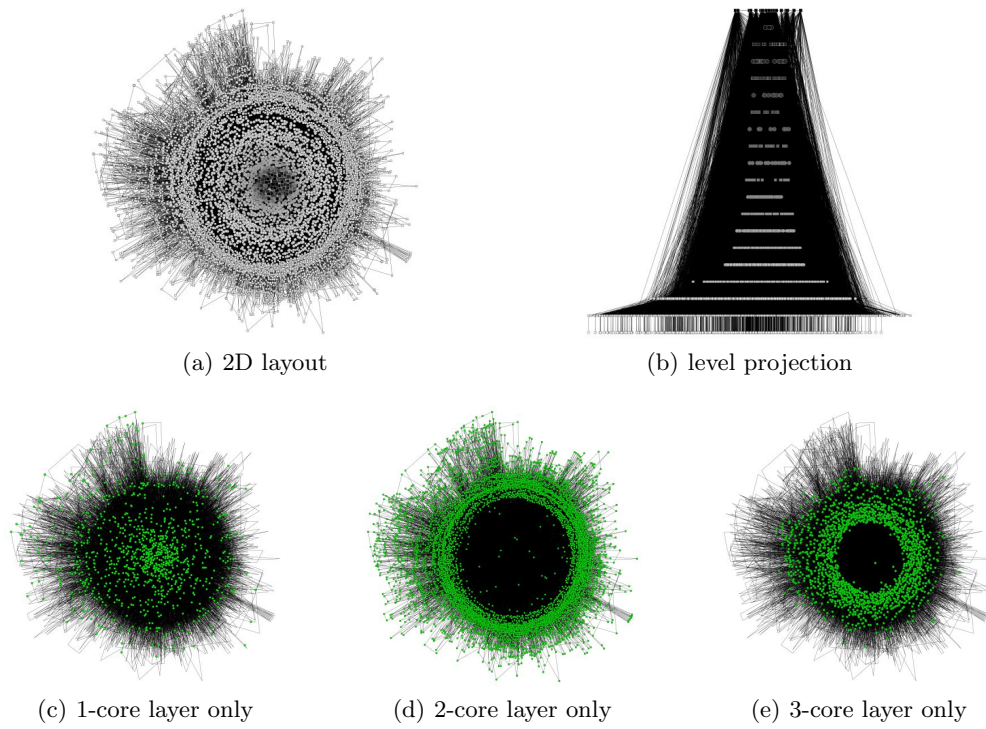 (a) 2D layout
(b) level projection
(c) 1-core layer only
(d) 2-core layer only
(e) 3-core layer only